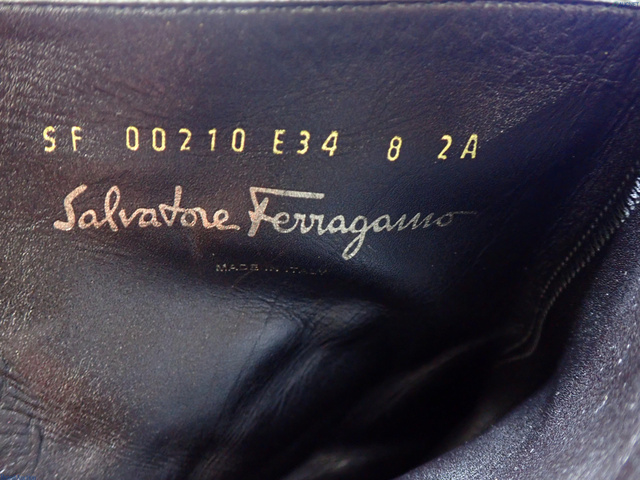 SF 00210 E34 8 2A
Salvatore Ferragamo
MADE IN ITALY